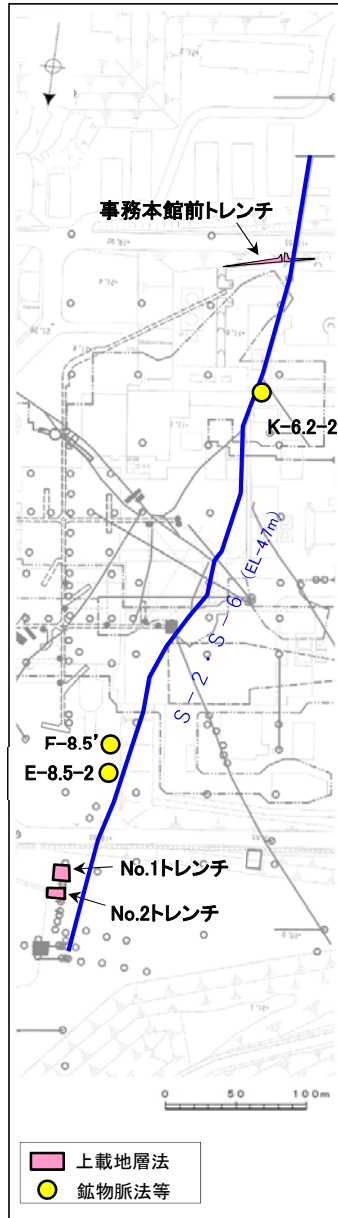 事務本館前トレンチ
K-6.2-2
S-2・S-6 (EL-4.7m)
F-8.5'
E-8.5-2
No.1トレンチ
No.2トレンチ
0 50 100m
上載地層法
鉱物脈法等